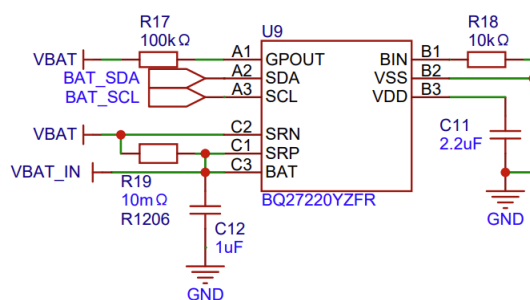 R17
100kΩ
VBAT
BAT_SDA
BAT_SCL
VBAT
VBAT_IN
R19
10mΩ
R1206
C12
1uF
GND
U9
A1
A2
A3
C2
C1
C3
GPOUT
SDA
SCL
SRN
SRP
BAT
BIN
VSS
VDD
BQ27220YZFR
B1
B2
B3
R18
10kΩ
C11
2.2uF
GND